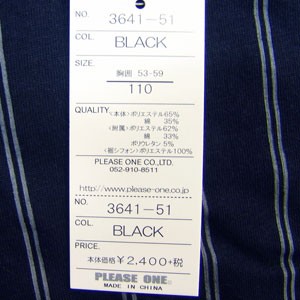 NO. 3641-51
COL. BLACK
SIZE.
胸囲 53-59
110
QUALITY.
〈本体〉ポリエステル65%
綿 35%
〈附属〉ポリエステル62%
綿 33%
ポリウレタン 5%
〈裾シフォン〉ポリエステル100%
PLEASE ONE CO.,LTD.
052-910-8511
http://www.please-one.co.jp
NO. 3641-51
COL. BLACK
PRICE.
本体価格 ¥2,400+税
PLEASE ONE.
MADE IN CHINA